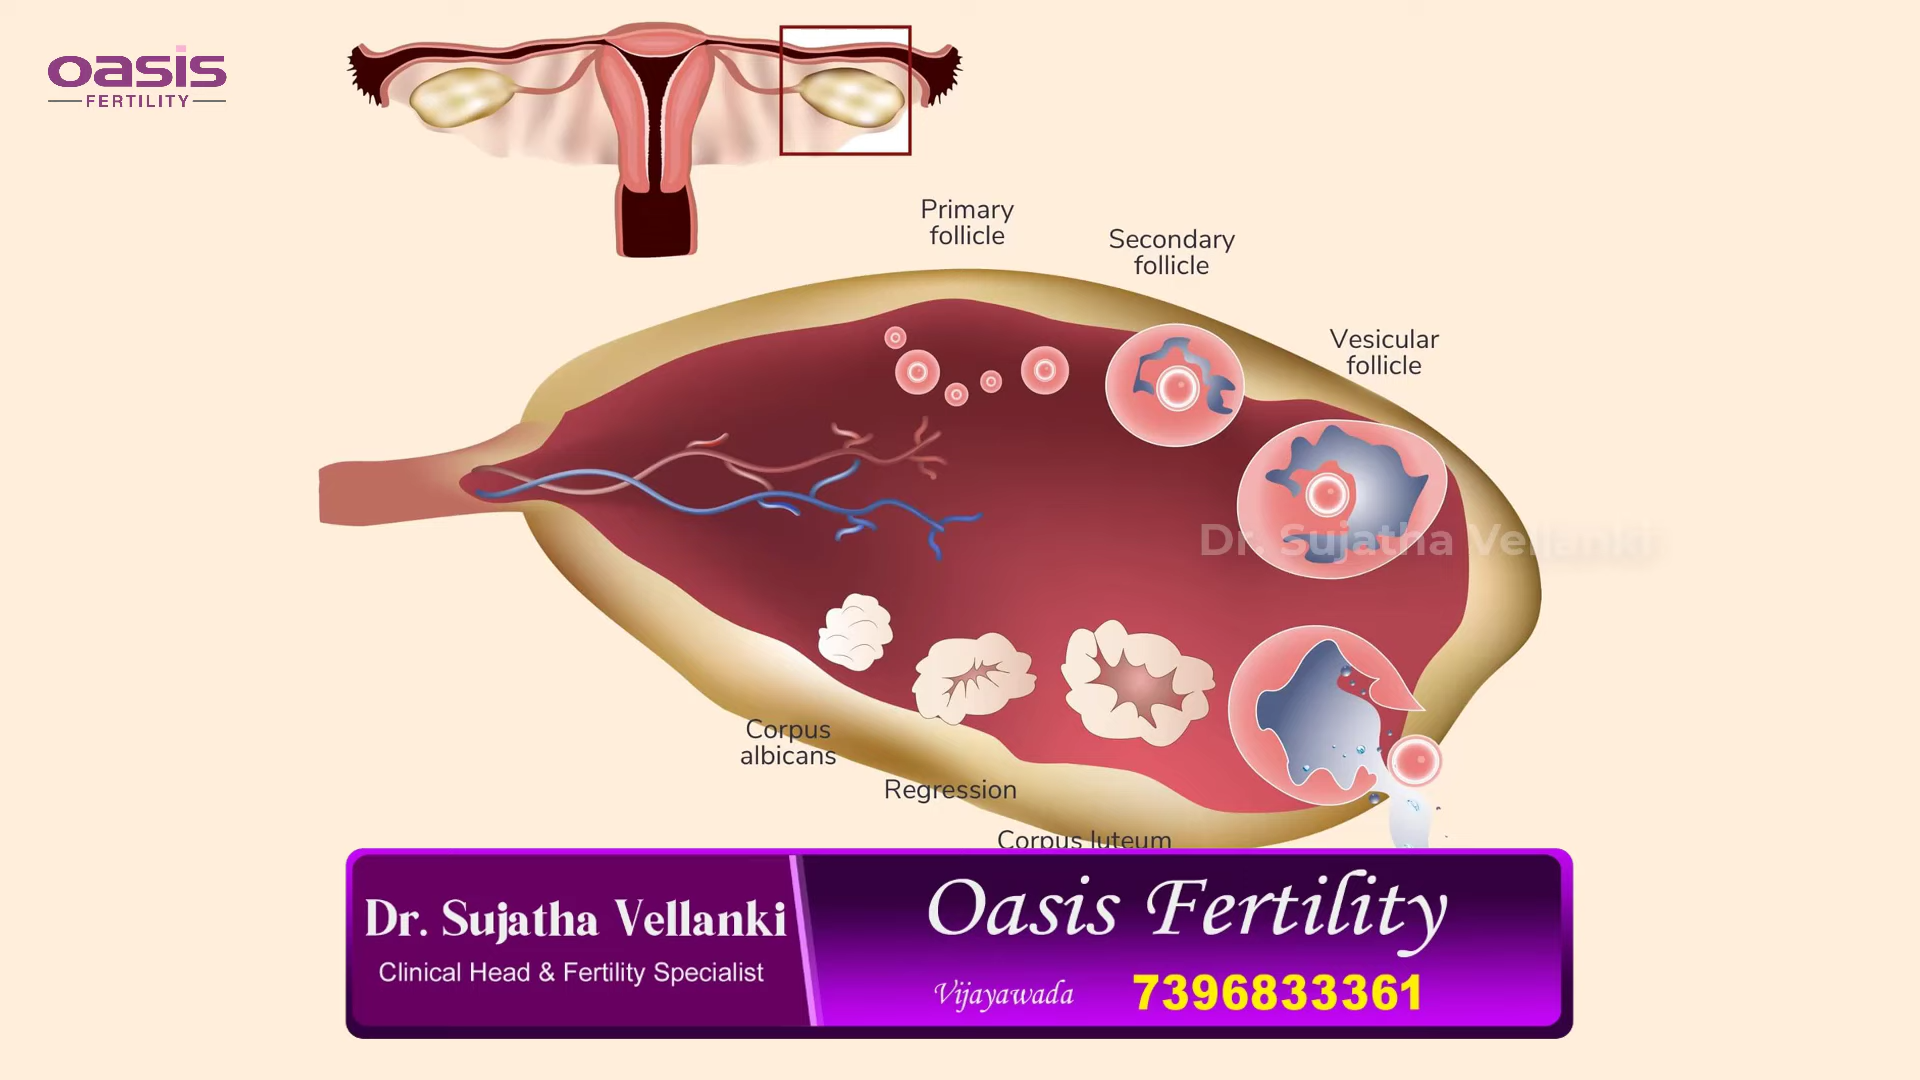 oasis
FERTILITY
Primary
follicle
Secondary
follicle
Vesicular
follicle
Dr. Sujatha Vellanki
Corpus
albicans
Regression
Corpus luteum
Dr. Sujatha Vellanki
Clinical Head & Fertility Specialist
Oasis Fertility
Vijayawada 7396833361